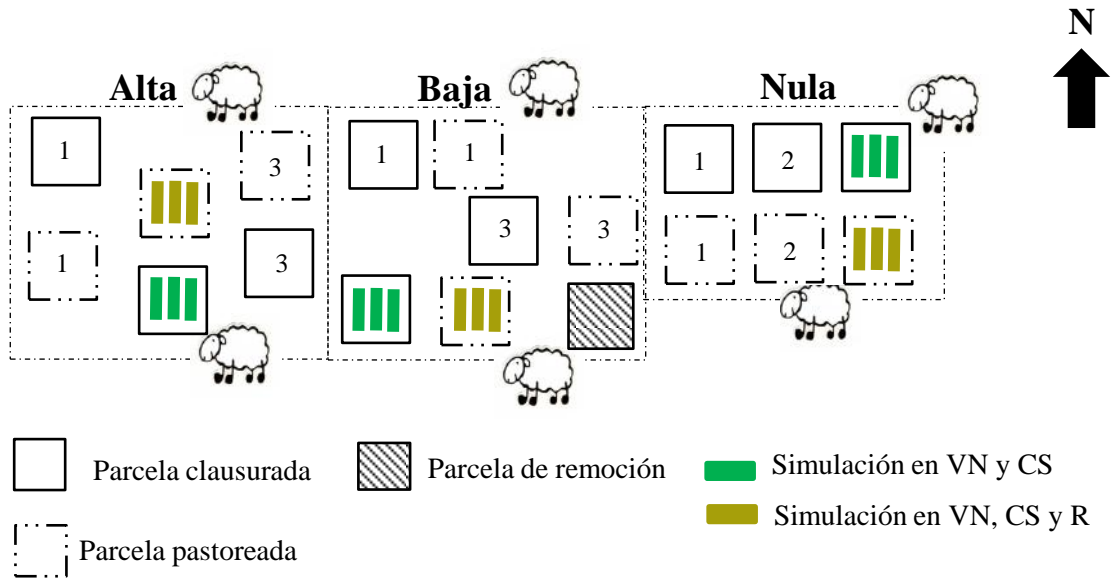 N
Alta
Baja
Nula
1
3
1
3
1
1
3
3
1
2
1
2
Parcela clausurada
Parcela de remoción
Simulación en VN y CS
Simulación en VN, CS y R
Parcela pastoreada